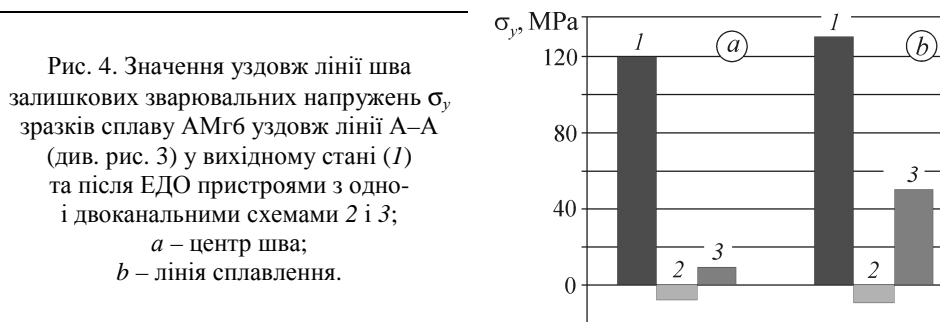 Рис. 4. Значення уздовж лінії шва
залишкових зварювальних напружень σy
зразків сплаву АМг6 уздовж лінії А–А
(див. рис. 3) у вихідному стані (1)
та після ЕДО пристроями з одно-
і двоканальними схемами 2 і 3;
a – центр шва;
b – лінія сплавлення.
σy, MPa
120
80
40
0
1
2
3
a
1
2
3
b